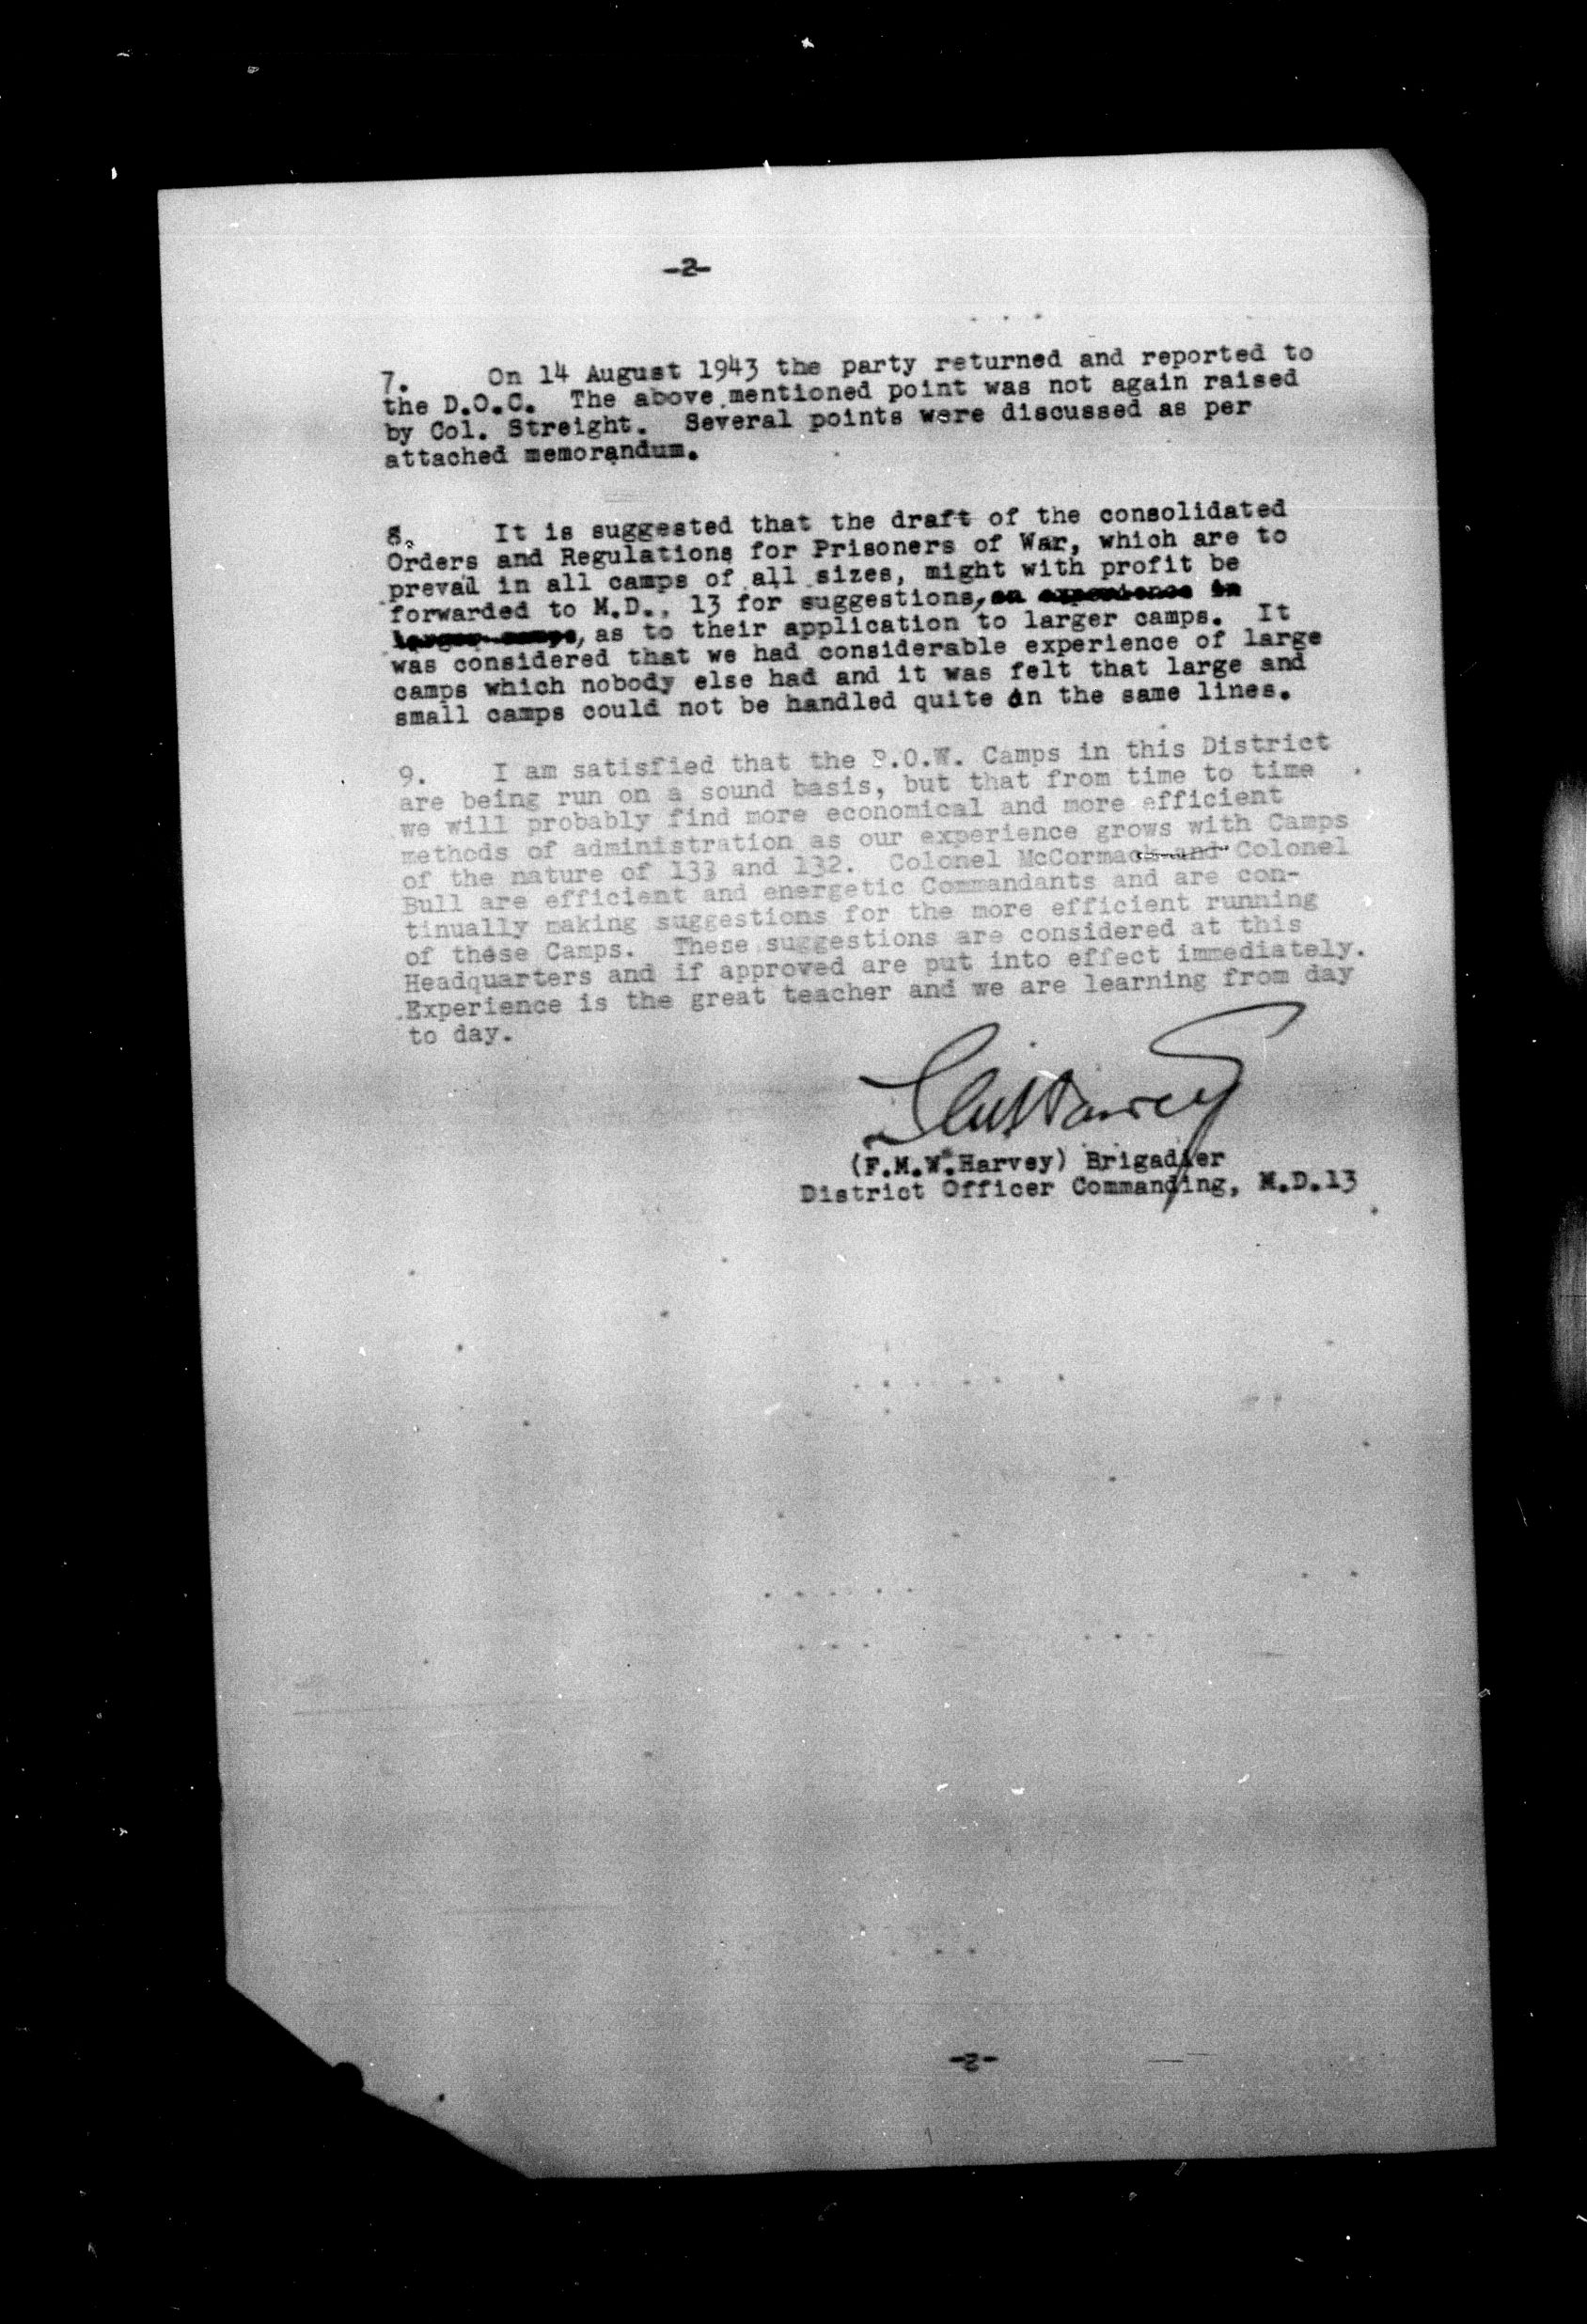 -2-
7. On 14 August 1943 the party returned and reported to
the D.O.C. The above mentioned point was not again raised
by Col. Streight. Several points were discussed as per
attached memorandum.
8. It is suggested that the draft of the consolidated
Orders and Regulations for Prisoners of War, which are to
prevail in all camps of all sizes, might with profit be
forwarded to M.D., 13 for suggestions, on experience in
larger camps, as to their application to larger camps. It
was considered that we had considerable experience of large
camps which nobody else had and it was felt that large and
small camps could not be handled quite on the same lines.
9. I am satisfied that the P.O.W. Camps in this District
are being run on a sound basis, but that from time to time
we will probably find more economical and more efficient
methods of administration as our experience grows with Camps
of the nature of 133 and 132. Colonel McCormack and Colonel
Bull are efficient and energetic Commandants and are con-
tinually making suggestions for the more efficient running
of these Camps. These suggestions are considered at this
Headquarters and if approved are put into effect immediately.
Experience is the great teacher and we are learning from day
to day.
(F.M.W.Harvey) Brigadier
District Officer Commanding, M.D.13
-2-